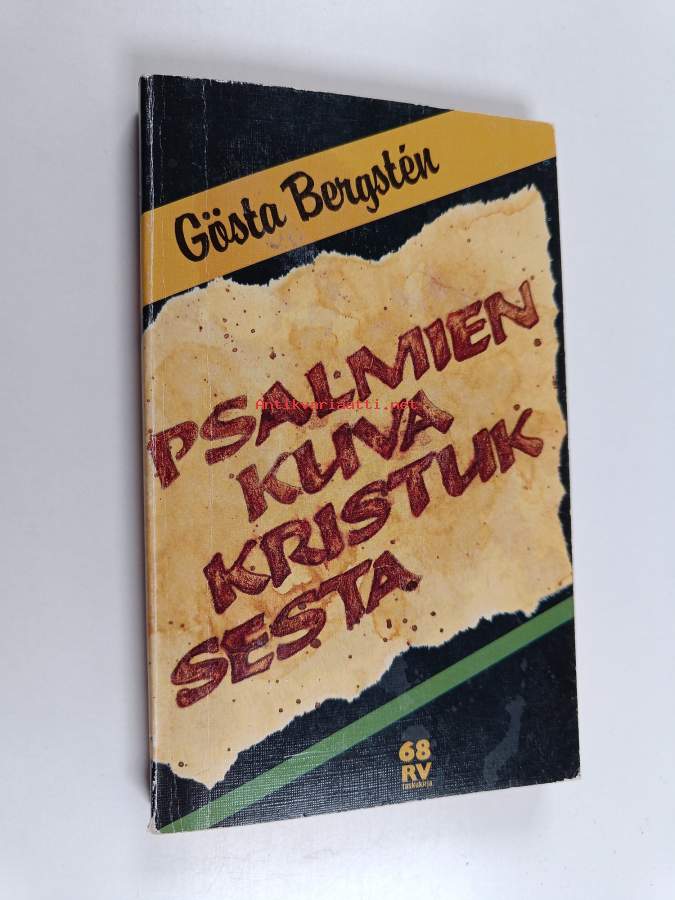 Gösta Bergstén
PSALMIEN
Antikvariaatti.net
KUVA
KRISTUK
SESTA
68
RV
taskukirja